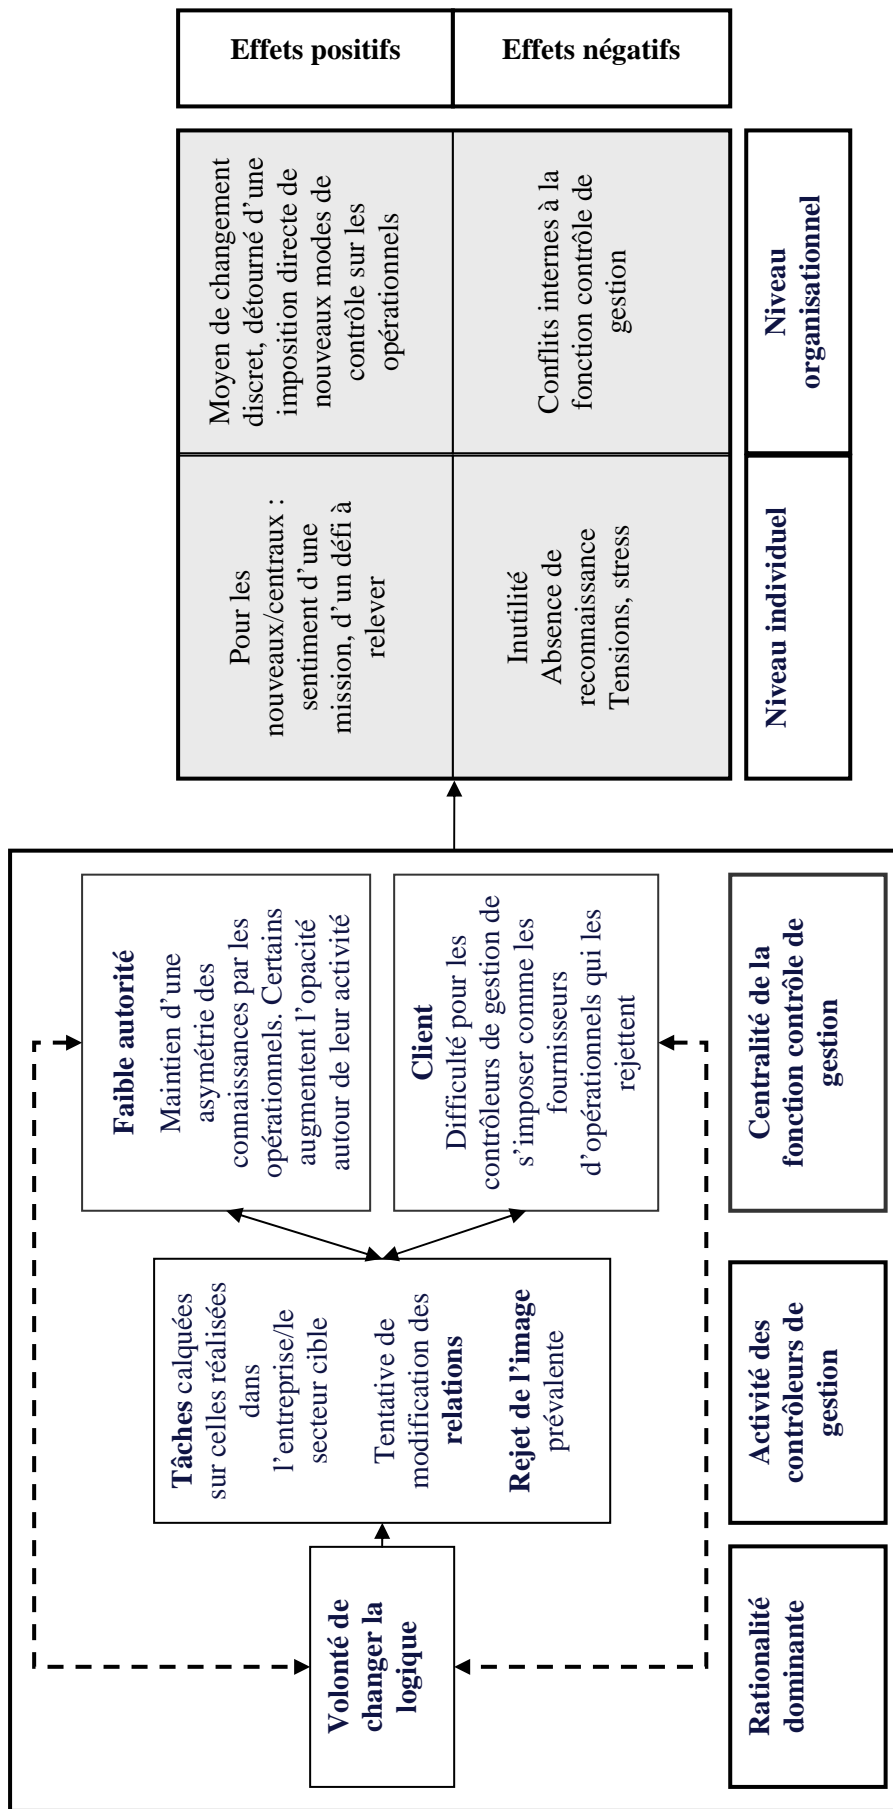 Volonté de
changer la
logique
Tâches calquées
sur celles réalisées
dans
l'entreprise/le
secteur cible
Tentative de
modification des
relations
Rejet de l'image
prévalente
Faible autorité
Maintien d'une
asymétrie des
connaissances par les
opérationnels. Certains
augmentent l'opacité
autour de leur activité
Client
Difficulté pour les
contrôleurs de gestion de
s'imposer comme les
fournisseurs
d'opérationnels qui les
rejettent
Rationalité
dominante
Activité des
contrôleurs de
gestion
Centralité de la
fonction contrôle de
gestion
Pour les
nouveaux/centraux :
sentiment d'une
mission, d'un défi à
relever
Moyen de changement
discret, détourné d'une
imposition directe de
nouveaux modes de
contrôle sur les
opérationnels
Effets positifs
Inutilité
Absence de
reconnaissance
Tensions, stress
Conflits internes à la
fonction contrôle de
gestion
Effets négatifs
Niveau individuel
Niveau
organisationnel